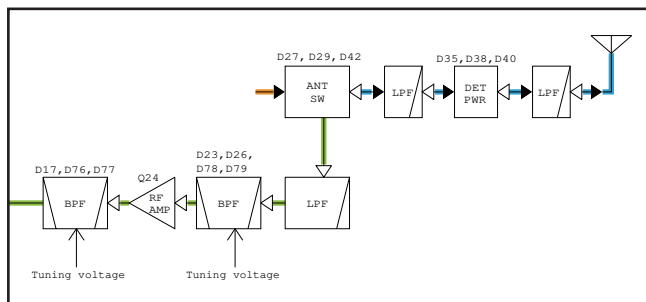 D27, D29, D42
D35, D38, D40
ANT
SW
LPF
DET
PWR
LPF
D17, D76, D77
Q24
D23, D26,
D78, D79
BPF
RF
AMP
BPF
LPF
Tuning voltage
Tuning voltage